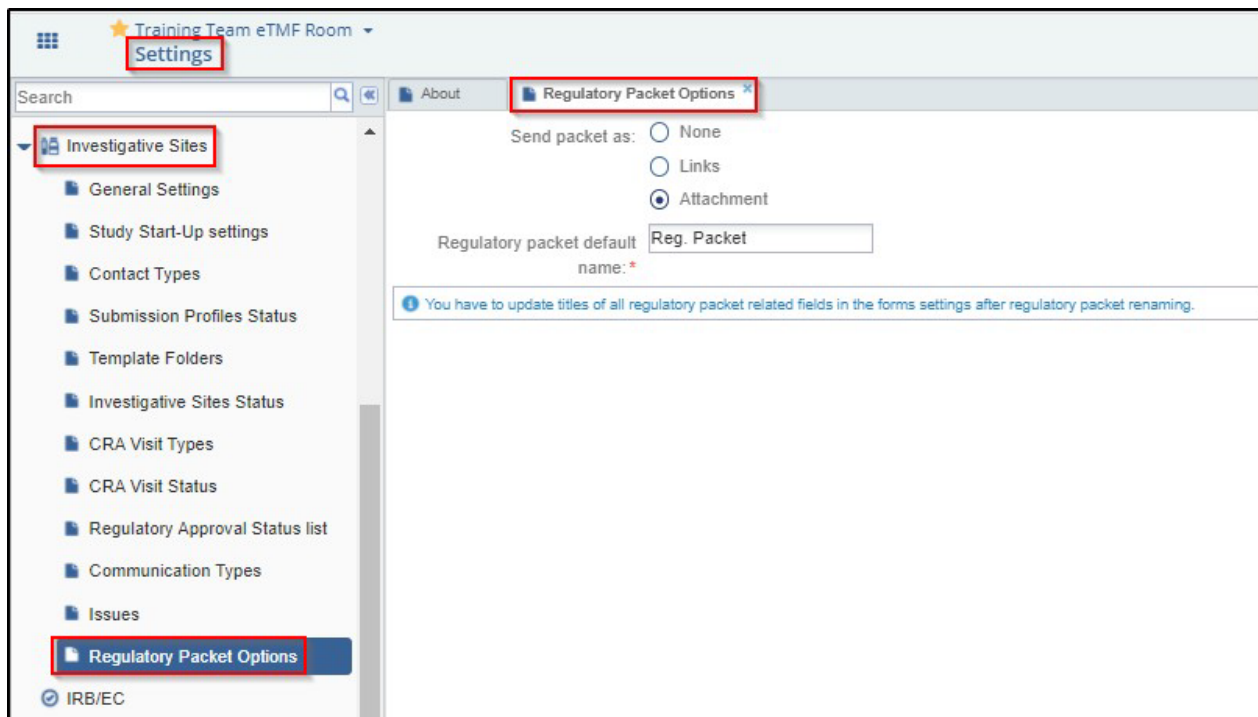 Training Team eTMF Room
Settings
Search
Investigative Sites
General Settings
Study Start-Up settings
Contact Types
Submission Profiles Status
Template Folders
Investigative Sites Status
CRA Visit Types
CRA Visit Status
Regulatory Approval Status list
Communication Types
Issues
Regulatory Packet Options
IRB/EC
About
Regulatory Packet Options
Send packet as:
None
Links
Attachment
Regulatory packet default
name:*
Reg. Packet
You have to update titles of all regulatory packet related fields in the forms settings after regulatory packet renaming.